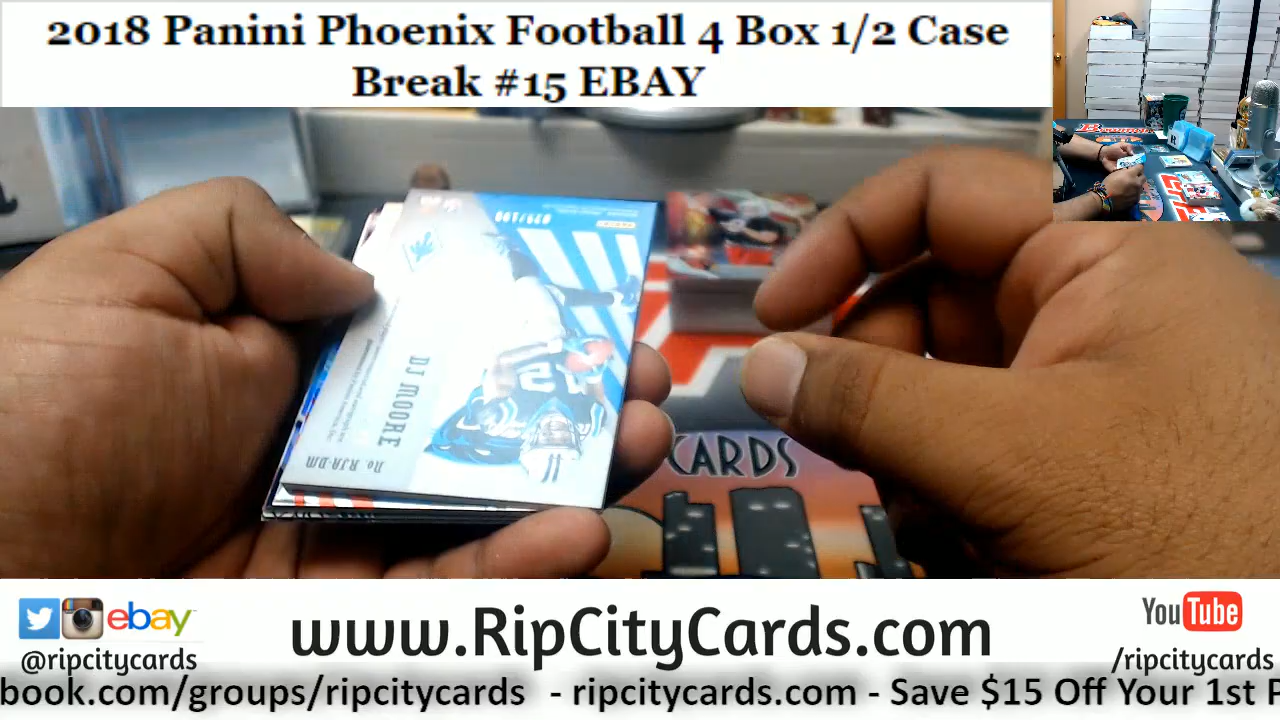 2018 Panini Phoenix Football 4 Box 1/2 Case
Break #15 EBAY
DJ MOORE
No. RJA-DM
CARDS
ebay
@ripcitycards
www.RipCityCards.com
YouTube
/ripcitycards
book.com/groups/ripcitycards - ripcitycards.com - Save $15 Off Your 1st